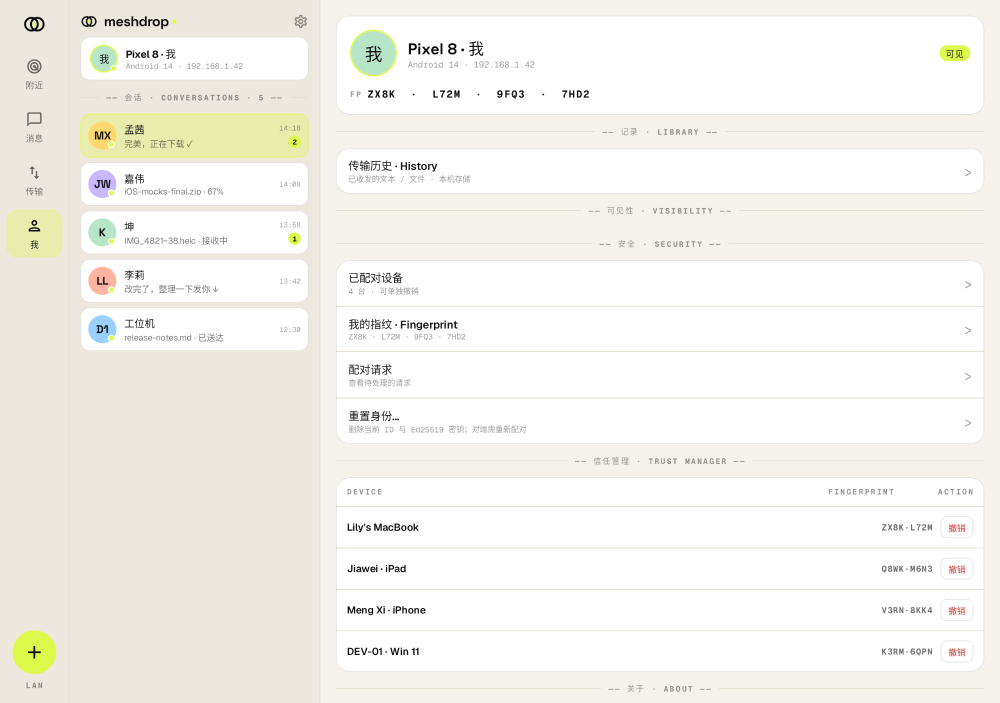 附近
消息
传输
我
LAN
meshdrop
我
Pixel 8 · 我
Android 14 · 192.168.1.42
—— 会话 · CONVERSATIONS · 5 ——
MX
孟茜
14:18
完美，正在下载 ✓
2
JW
嘉伟
14:08
iOS-mocks-final.zip · 67%
K
坤
13:58
IMG_4821~38.heic · 接收中
1
LL
李莉
13:42
改完了，整理一下发你 ↓
D1
工位机
12:30
release-notes.md · 已送达
我
Pixel 8 · 我
Android 14 · 192.168.1.42
可见
FP ZX8K · L72M · 9FQ3 · 7HD2
—— 记录 · LIBRARY ——
传输历史 · History
已收发的文本 / 文件 · 本机存储
>
—— 可见性 · VISIBILITY ——
—— 安全 · SECURITY ——
已配对设备
4 台 · 可单独撤销
>
我的指纹 · Fingerprint
ZX8K · L72M · 9FQ3 · 7HD2
>
配对请求
查看待处理的请求
>
重置身份…
删除当前 ID 与 Ed25519 密钥；对端需重新配对
>
—— 信任管理 · TRUST MANAGER ——
DEVICE FINGERPRINT ACTION
Lily's MacBook ZX8K·L72M 撤销
Jiawei · iPad Q8WK·M6N3 撤销
Meng Xi · iPhone V3RN·8KK4 撤销
DEV-01 · Win 11 K3RM·6QPN 撤销
—— 关于 · ABOUT ——